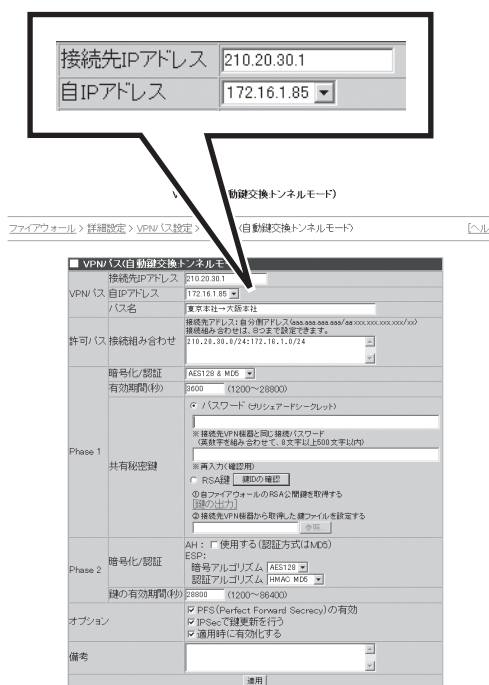 接続先IPアドレス 210.20.30.1
自IPアドレス 172.16.1.85
動鍵交換トンネルモード)
ファイアウォール > 詳細設定 > VPNパス設定 > (自動鍵交換トンネルモード) [ヘル
■ VPNパス(自動鍵交換トンネルモ
VPNパス
接続先IPアドレス 210.20.30.1
自IPアドレス 172.16.1.85
パス名 東京本社→大阪本社
許可パス 接続組み合わせ
接続先アドレス:自分側アドレス(aaa.aaa.aaa.aaa/aa:xxx.xxx.xxx.xxx/xx)
接続組み合わせは、8つまで設定できます。
210.20.30.0/24:172.16.1.0/24
Phase 1
暗号化/認証 AES128 & MD5
有効期間(秒) 3600 (1200~28800)
共有秘密鍵
パスワード (プリシェアードシークレット)
※接続先VPN機器と同じ接続パスワード
(英数字を組み合わせて、8文字以上500文字以内)
※再入力(確認用)
RSA鍵 鍵IDの確認
①自ファイアウォールのRSA公開鍵を取得する
[鍵の出力]
②接続先VPN機器から取得した鍵ファイルを設定する
参照...
Phase 2
暗号化/認証
AH: 使用する(認証方式はMD5)
ESP:
暗号アルゴリズム AES128
認証アルゴリズム HMAC MD5
鍵の有効期間(秒) 28800 (1200~86400)
オプション
PFS(Perfect Forward Secrecy)の有効
IPSecで鍵更新を行う
適用時に有効化する
備考
適用